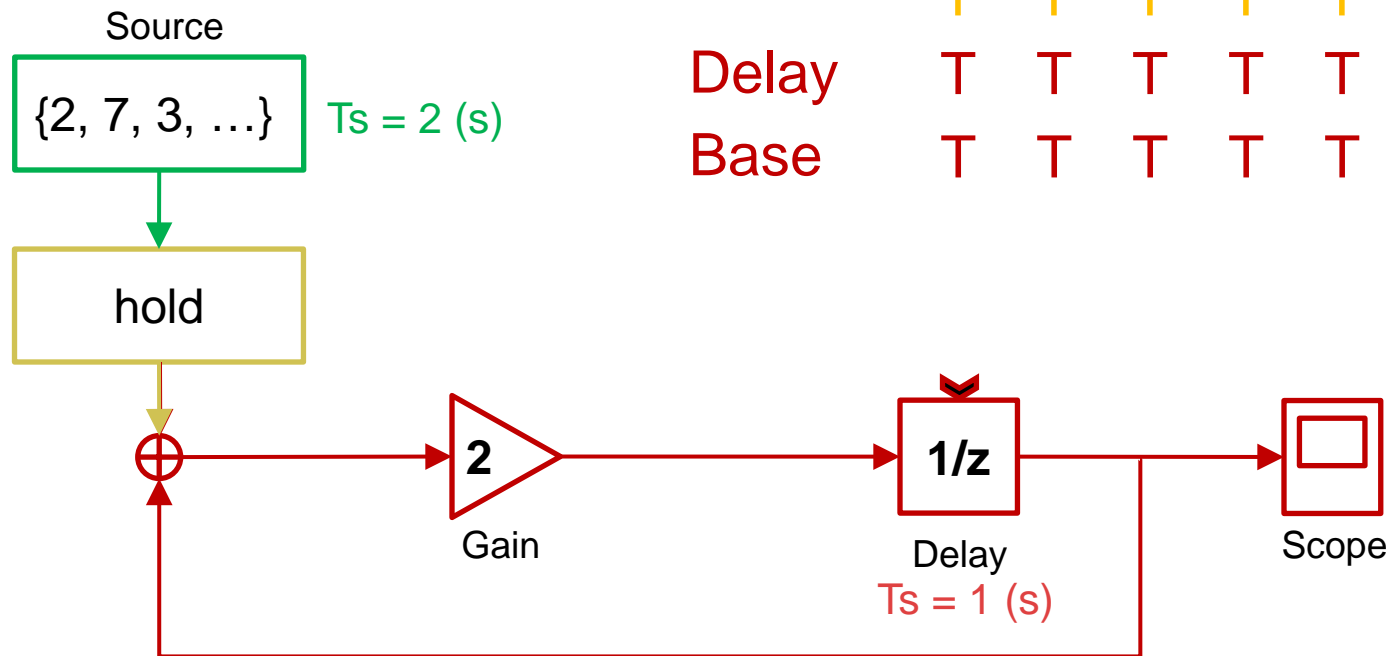 Source
{2, 7, 3, …}
Ts = 2 (s)
Delay T T T T T
Base T T T T T
hold
2
1/z
Gain
Delay
Scope
Ts = 1 (s)